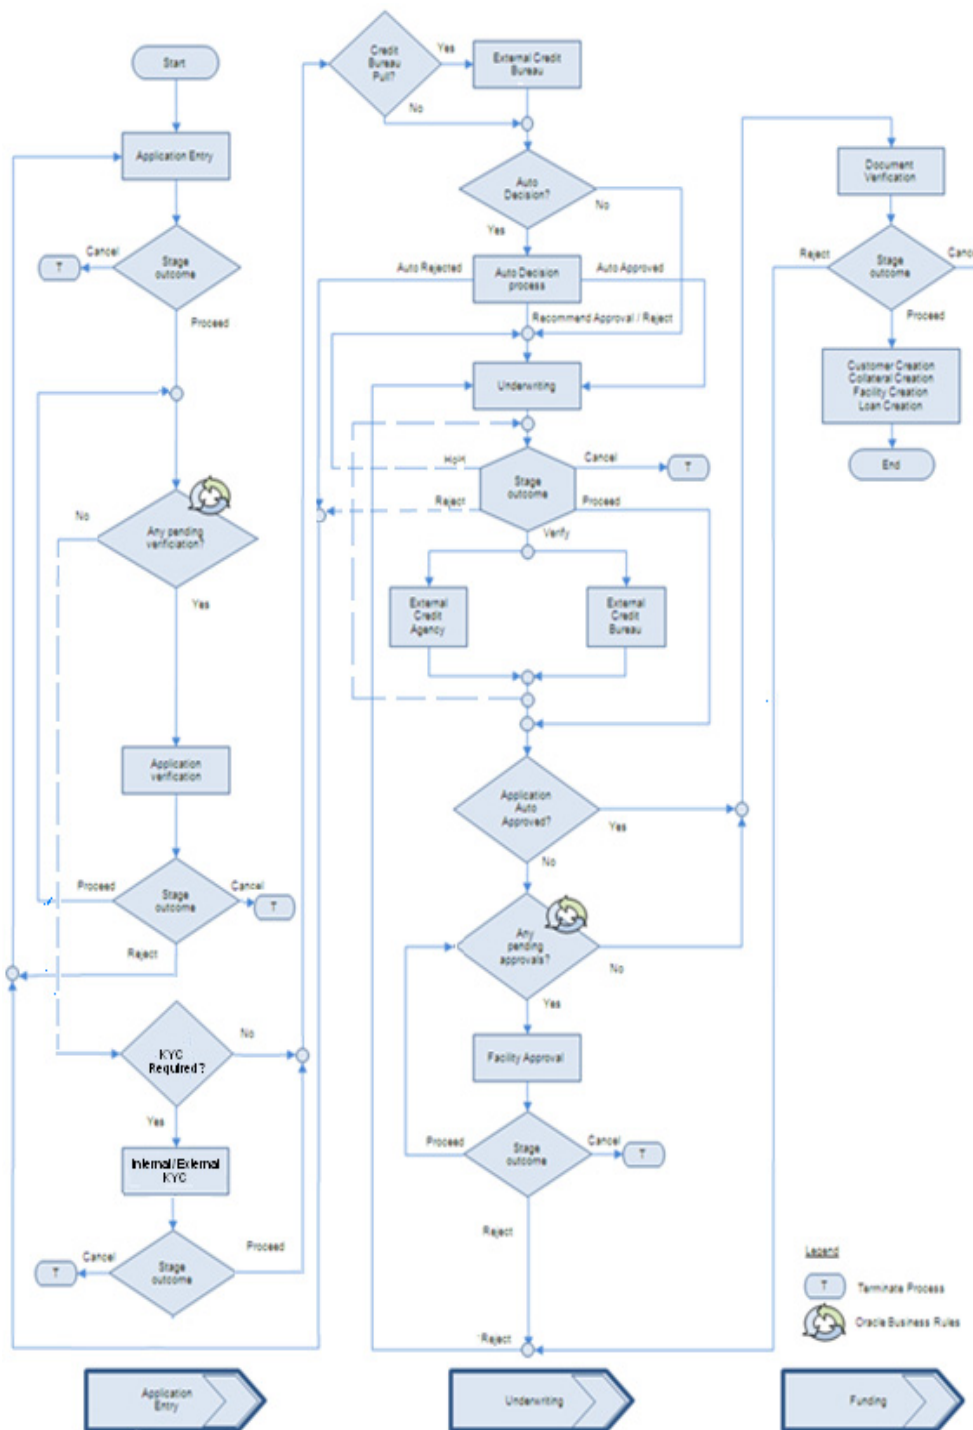 Start
Application Entry
T
Cancel
Stage
outcome
Proceed
No
Any pending
verificiation?
Yes
Application
verification
Proceed
Stage
outcome
Cancel
T
Reject
KYC
Required?
No
Yes
Internal/External
KYC
T
Cancel
Stage
outcome
Proceed
Application
Entry
Credit
Bureau
Pull?
Yes
External Credit
Bureau
No
Auto
Decision?
No
Yes
Auto Rejected
Auto Decision
process
Auto Approved
Recommend Approval / Reject
Underwriting
Hold
Stage
outcome
Cancel
T
Reject
Proceed
Verify
External
Credit
Agency
External
Credit
Bureau
Application
Auto
Approved?
Yes
No
Any
pending
approvals?
No
Yes
Facility Approval
Proceed
Stage
outcome
Cancel
T
Reject
Reject
Underwriting
Document
Verification
Reject
Stage
outcome
Canc
Proceed
Customer Creation
Collateral Creation
Facility Creation
Loan Creation
End
Legend
T
Terminate Process
Oracle Business Rules
Funding